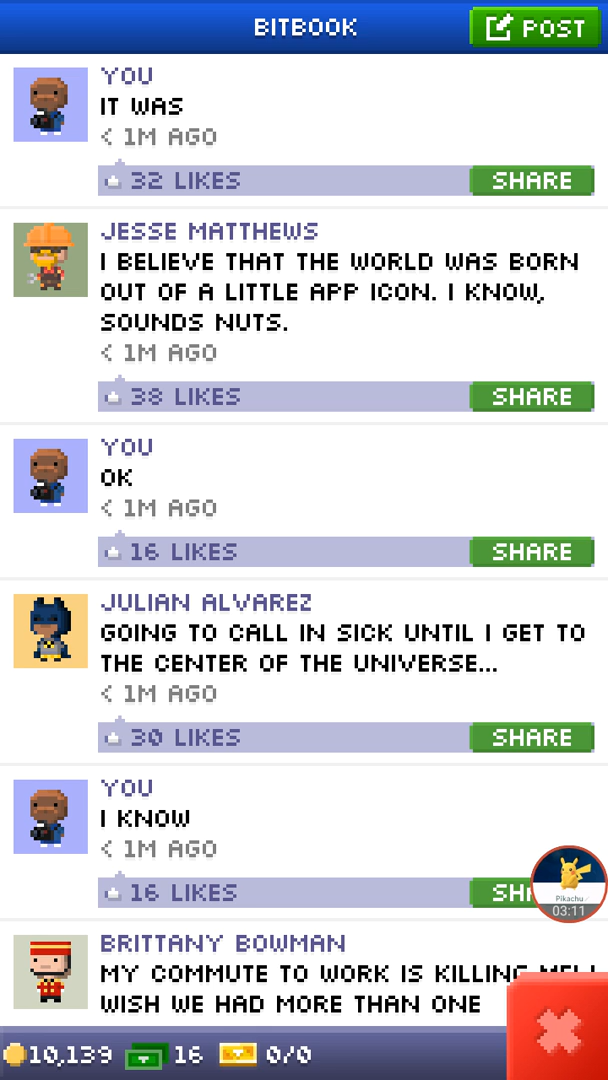 BITBOOK
POST
YOU
IT WAS
< 1M AGO
32 LIKES
SHARE
JESSE MATTHEWS
I BELIEVE THAT THE WORLD WAS BORN
OUT OF A LITTLE APP ICON. I KNOW,
SOUNDS NUTS.
< 1M AGO
38 LIKES
SHARE
YOU
OK
< 1M AGO
16 LIKES
SHARE
JULIAN ALVAREZ
GOING TO CALL IN SICK UNTIL I GET TO
THE CENTER OF THE UNIVERSE...
< 1M AGO
30 LIKES
SHARE
YOU
I KNOW
< 1M AGO
16 LIKES
Pikachu
03:11
BRITTANY BOWMAN
MY COMMUTE TO WORK IS KILLING
WISH WE HAD MORE THAN ONE
10,139
16
0/0